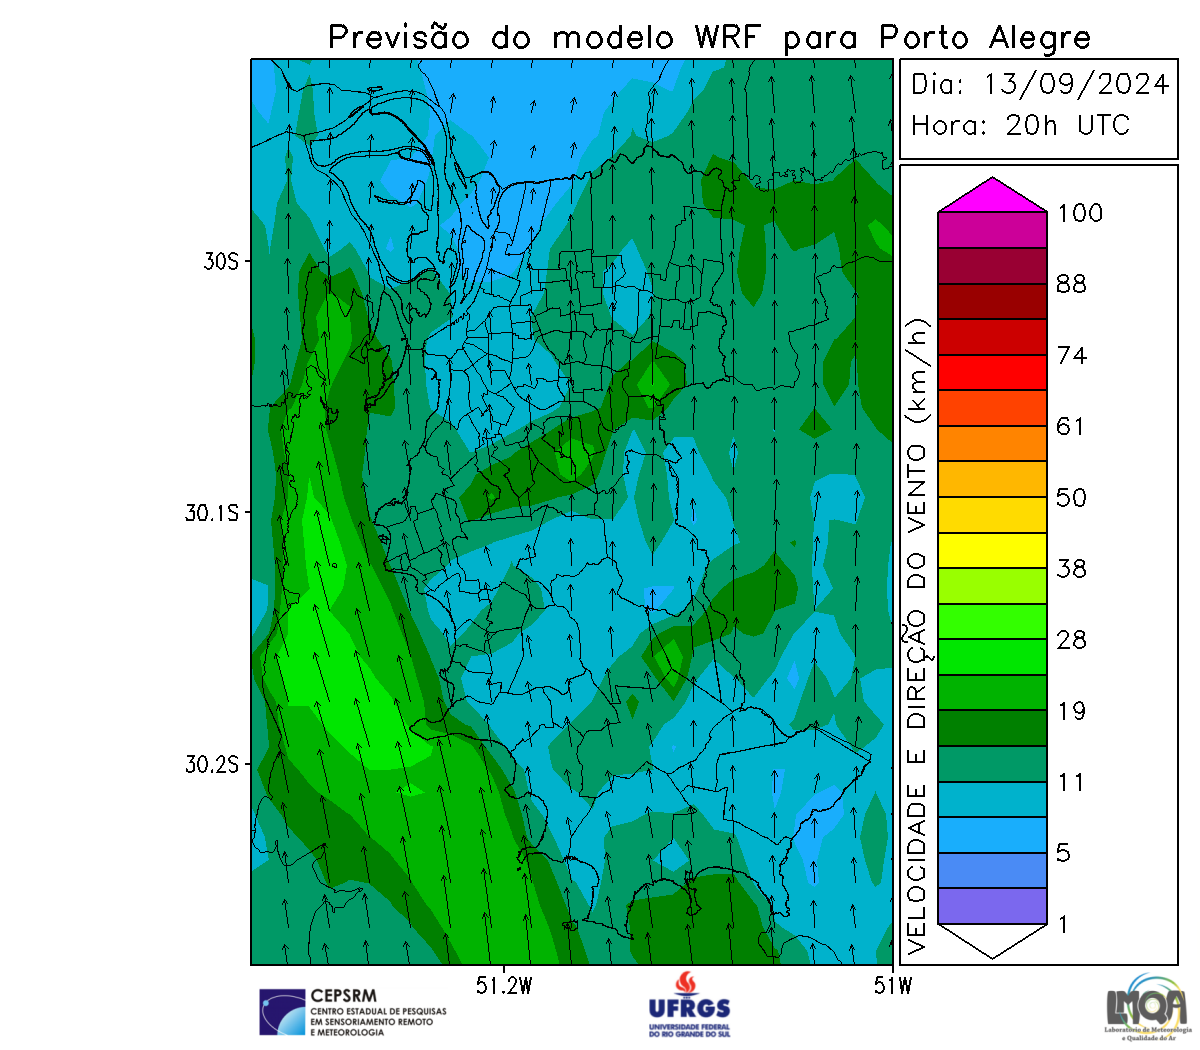 Previsão do modelo WRF para Porto Alegre
Dia: 13/09/2024
Hora: 20h UTC
100
88
74
61
50
38
28
19
11
5
1
VELOCIDADE E DIREÇÃO DO VENTO (km/h)
30S
30.1S
30.2S
51.2W
51W
CEPSRM
CENTRO ESTADUAL DE PESQUISAS
EM SENSORIAMENTO REMOTO
E METEOROLOGIA
UFRGS
UNIVERSIDADE FEDERAL
DO RIO GRANDE DO SUL
LMQA
Laboratório de Meteorologia
e Qualidade do Ar